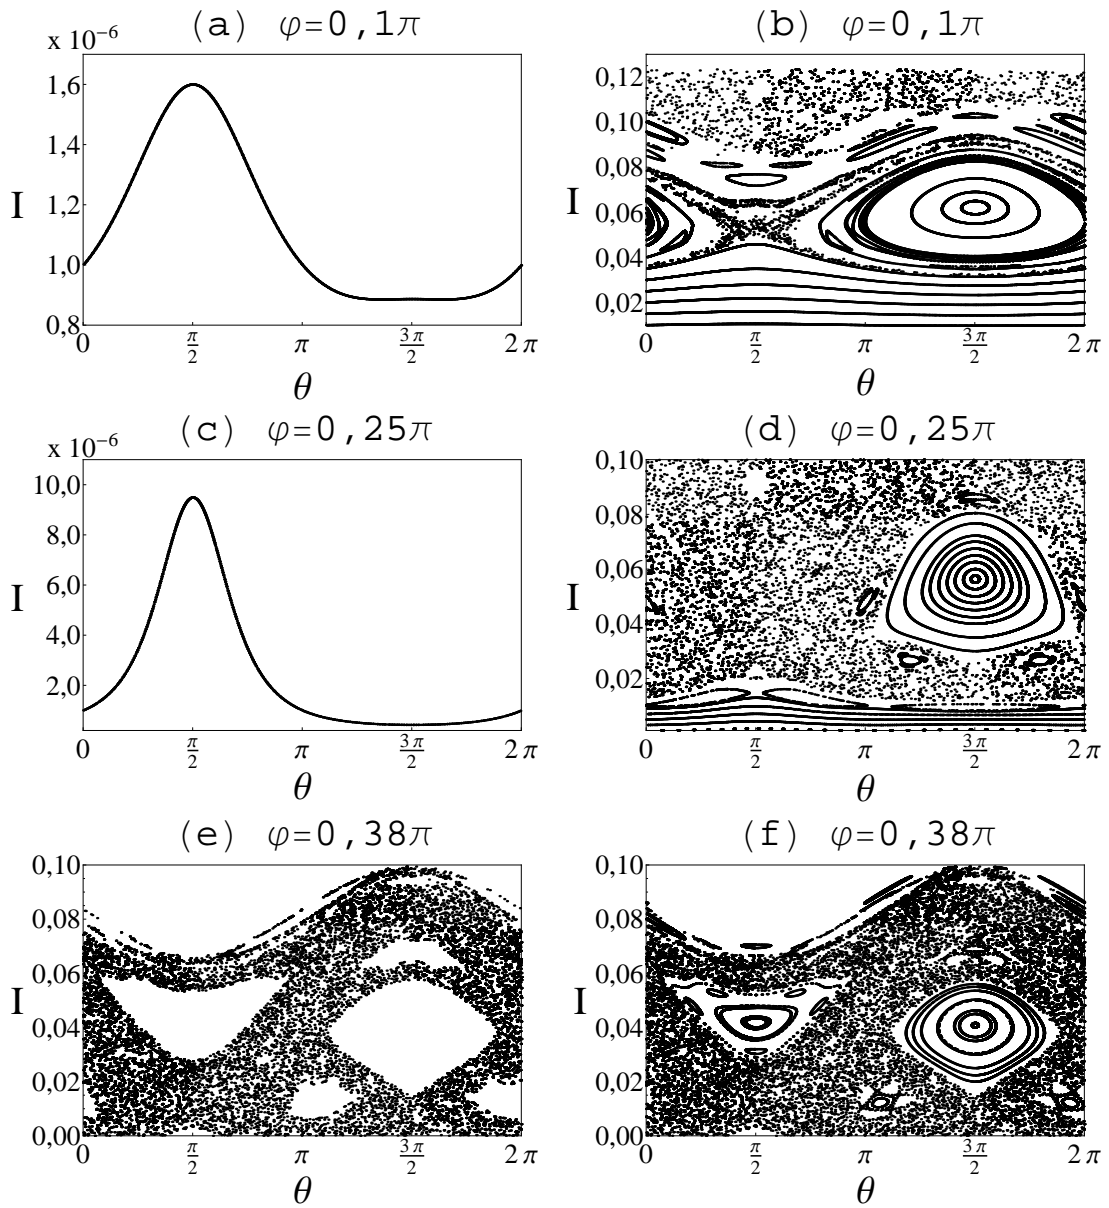 (a) φ=0,1π
x 10⁻⁶
1,6
1,4
1,2
1,0
0,8
I
0 π/2 π 3π/2 2π
θ
(b) φ=0,1π
0,12
0,10
0,08
0,06
0,04
0,02
I
0 π/2 π 3π/2 2π
θ
(c) φ=0,25π
x 10⁻⁶
10,0
8,0
6,0
4,0
2,0
I
0 π/2 π 3π/2 2π
θ
(d) φ=0,25π
0,10
0,08
0,06
0,04
0,02
I
0 π/2 π 3π/2 2π
θ
(e) φ=0,38π
0,10
0,08
0,06
0,04
0,02
0,00
I
0 π/2 π 3π/2 2π
θ
(f) φ=0,38π
0,10
0,08
0,06
0,04
0,02
0,00
I
0 π/2 π 3π/2 2π
θ